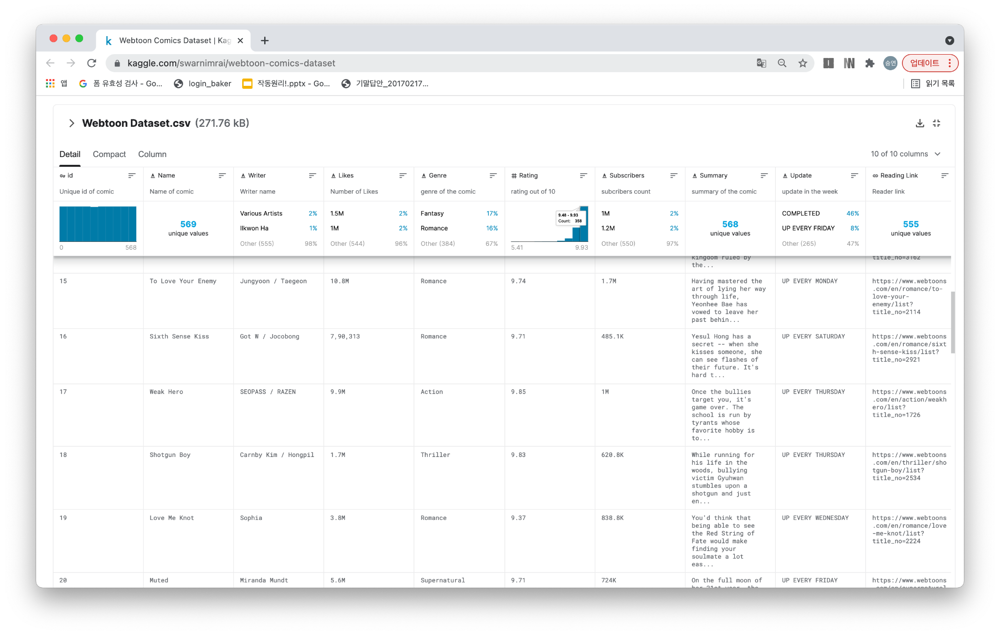 k Webtoon Comics Dataset | Kag
kaggle.com/swarnimrai/webtoon-comics-dataset
승연
업데이트
앱
폼 유효성 검사 - Go...
login_baker
작동원리!.pptx - Go...
기말답안_20170217...
읽기 목록
Webtoon Dataset.csv (271.76 kB)
Detail Compact Column
10 of 10 columns
id Name Writer Likes Genre # Rating Subscribers Summary Update Reading Link
Unique id of comic Name of comic Writer name Number of Likes genre of the comic rating out of 10 subcribers count summary of the comic update in the week Reader link
0 568
569
unique values
Various Artists 2%
Ilkwon Ha 1%
Other (555) 98%
1.5M 2%
1M 2%
Other (544) 96%
Fantasy 17%
Romance 16%
Other (384) 67%
9.48 - 9.93
Count: 358
5.41 9.93
1M 2%
1.2M 2%
Other (550) 97%
568
unique values
COMPLETED 46%
UP EVERY FRIDAY 8%
Other (265) 47%
555
unique values
kingdom ruled by
the...
title_no=3162
15
To Love Your Enemy
Jungyoon / Taegeon
10.8M
Romance
9.74
1.7M
Having mastered the
art of lying her way
through life,
Yeonhee Bae has
vowed to leave her
past behin...
UP EVERY MONDAY
https://www.webtoons
.com/en/romance/to-
love-your-
enemy/list?
title_no=2114
16
Sixth Sense Kiss
Got W / Jocobong
7,90,313
Romance
9.71
485.1K
Yesul Hong has a
secret -- when she
kisses someone, she
can see flashes of
their future. It's
hard t...
UP EVERY SATURDAY
https://www.webtoons
.com/en/romance/sixt
h-sense-kiss/list?
title_no=2921
17
Weak Hero
SEOPASS / RAZEN
9.9M
Action
9.85
1M
Once the bullies
target you, it's
game over. The
school is run by
tyrants whose
favorite hobby is
to...
UP EVERY THURSDAY
https://www.webtoons
.com/en/action/weakh
ero/list?
title_no=1726
18
Shotgun Boy
Carnby Kim / Hongpil
1.7M
Thriller
9.83
620.8K
While running for
his life in the
woods, bullying
victim Gyuhwan
stumbles upon a
shotgun and just
en...
UP EVERY THURSDAY
https://www.webtoons
.com/en/thriller/sho
tgun-boy/list?
title_no=2534
19
Love Me Knot
Sophia
3.8M
Romance
9.37
838.8K
You'd think that
being able to see
the Red String of
Fate would make
finding your
soulmate a lot
eas...
UP EVERY WEDNESDAY
https://www.webtoons
.com/en/romance/love
-me-knot/list?
title_no=2224
20
Muted
Miranda Mundt
5.6M
Supernatural
9.71
724K
On the full moon of
UP EVERY FRIDAY
https://www.webtoons